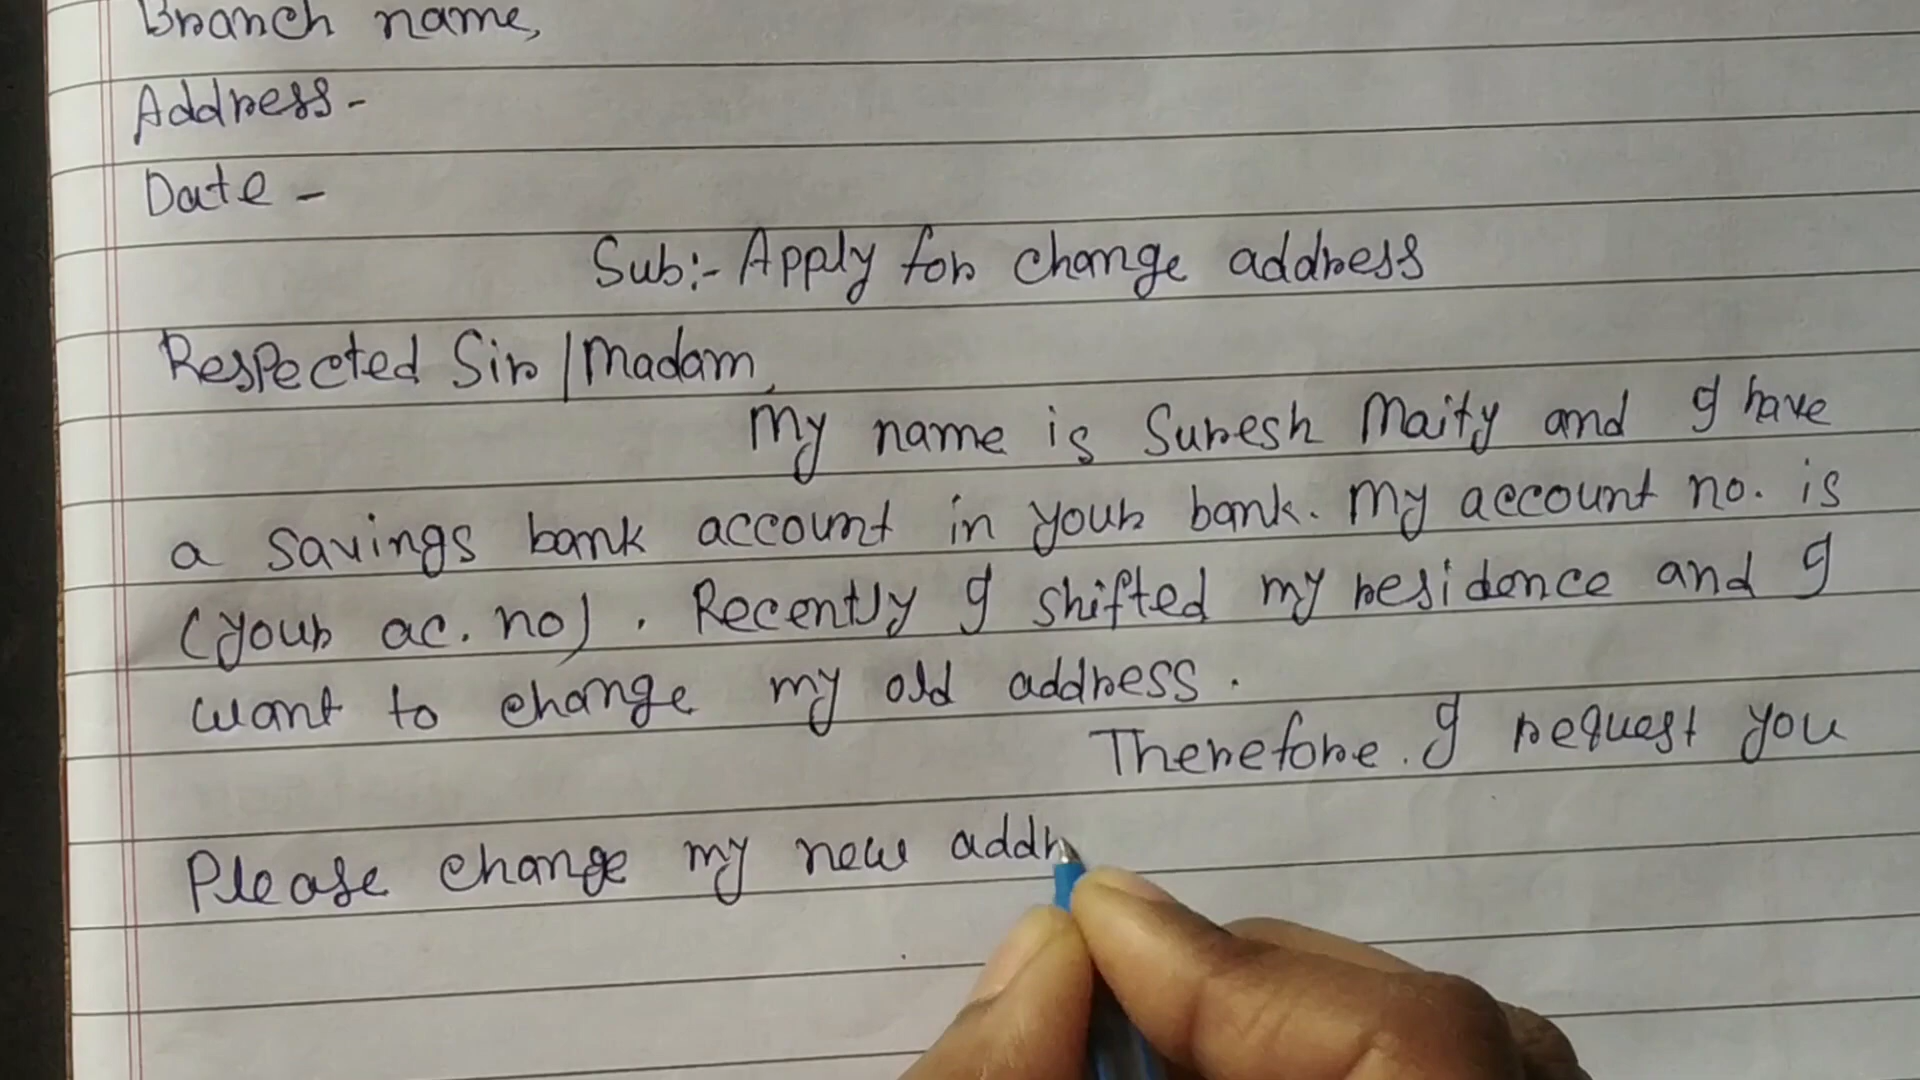 Branch name,
Address-
Date -
Sub:- Apply for change address
Respected Sir/Madam,
My name is Suresh Maity and I have
a savings bank account in your bank. My account no. is
(your ac. no). Recently I shifted my residence and I
want to change my old address.
Therefore. I request you
Please change my new addr